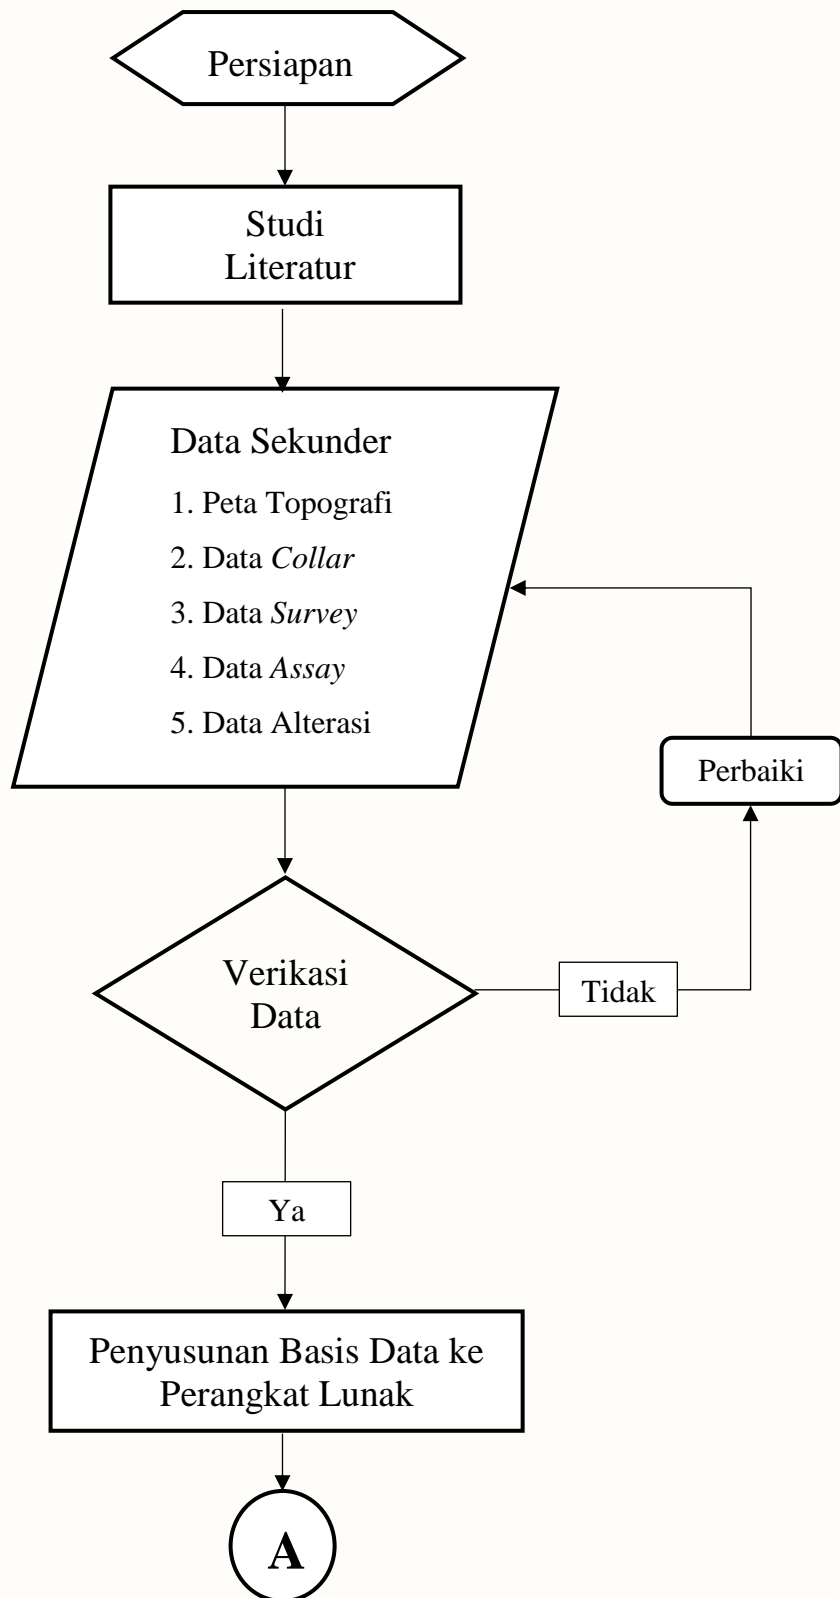 Persiapan
Studi
Literatur
Data Sekunder
1. Peta Topografi
2. Data Collar
3. Data Survey
4. Data Assay
5. Data Alterasi
Perbaiki
Verikasi
Data
Tidak
Ya
Penyusunan Basis Data ke
Perangkat Lunak
A